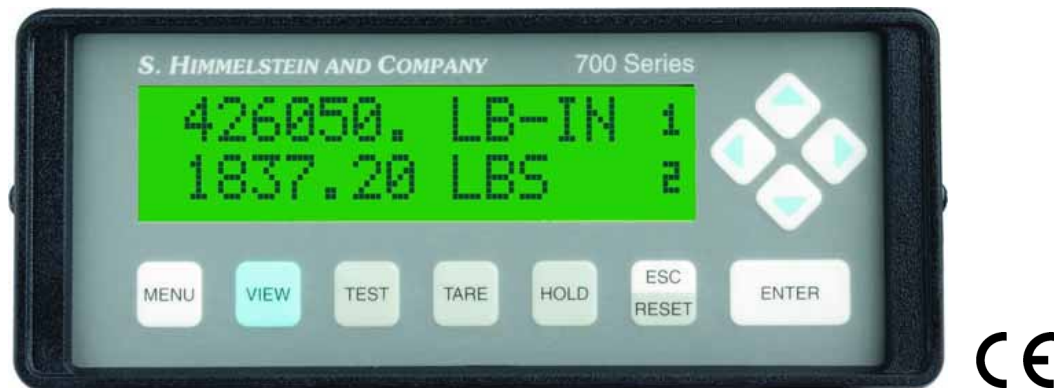 S. HIMMELSTEIN AND COMPANY 700 Series
426050. LB-IN 1
1837.20 LBS 2
MENU VIEW TEST TARE HOLD ESC RESET ENTER
CE